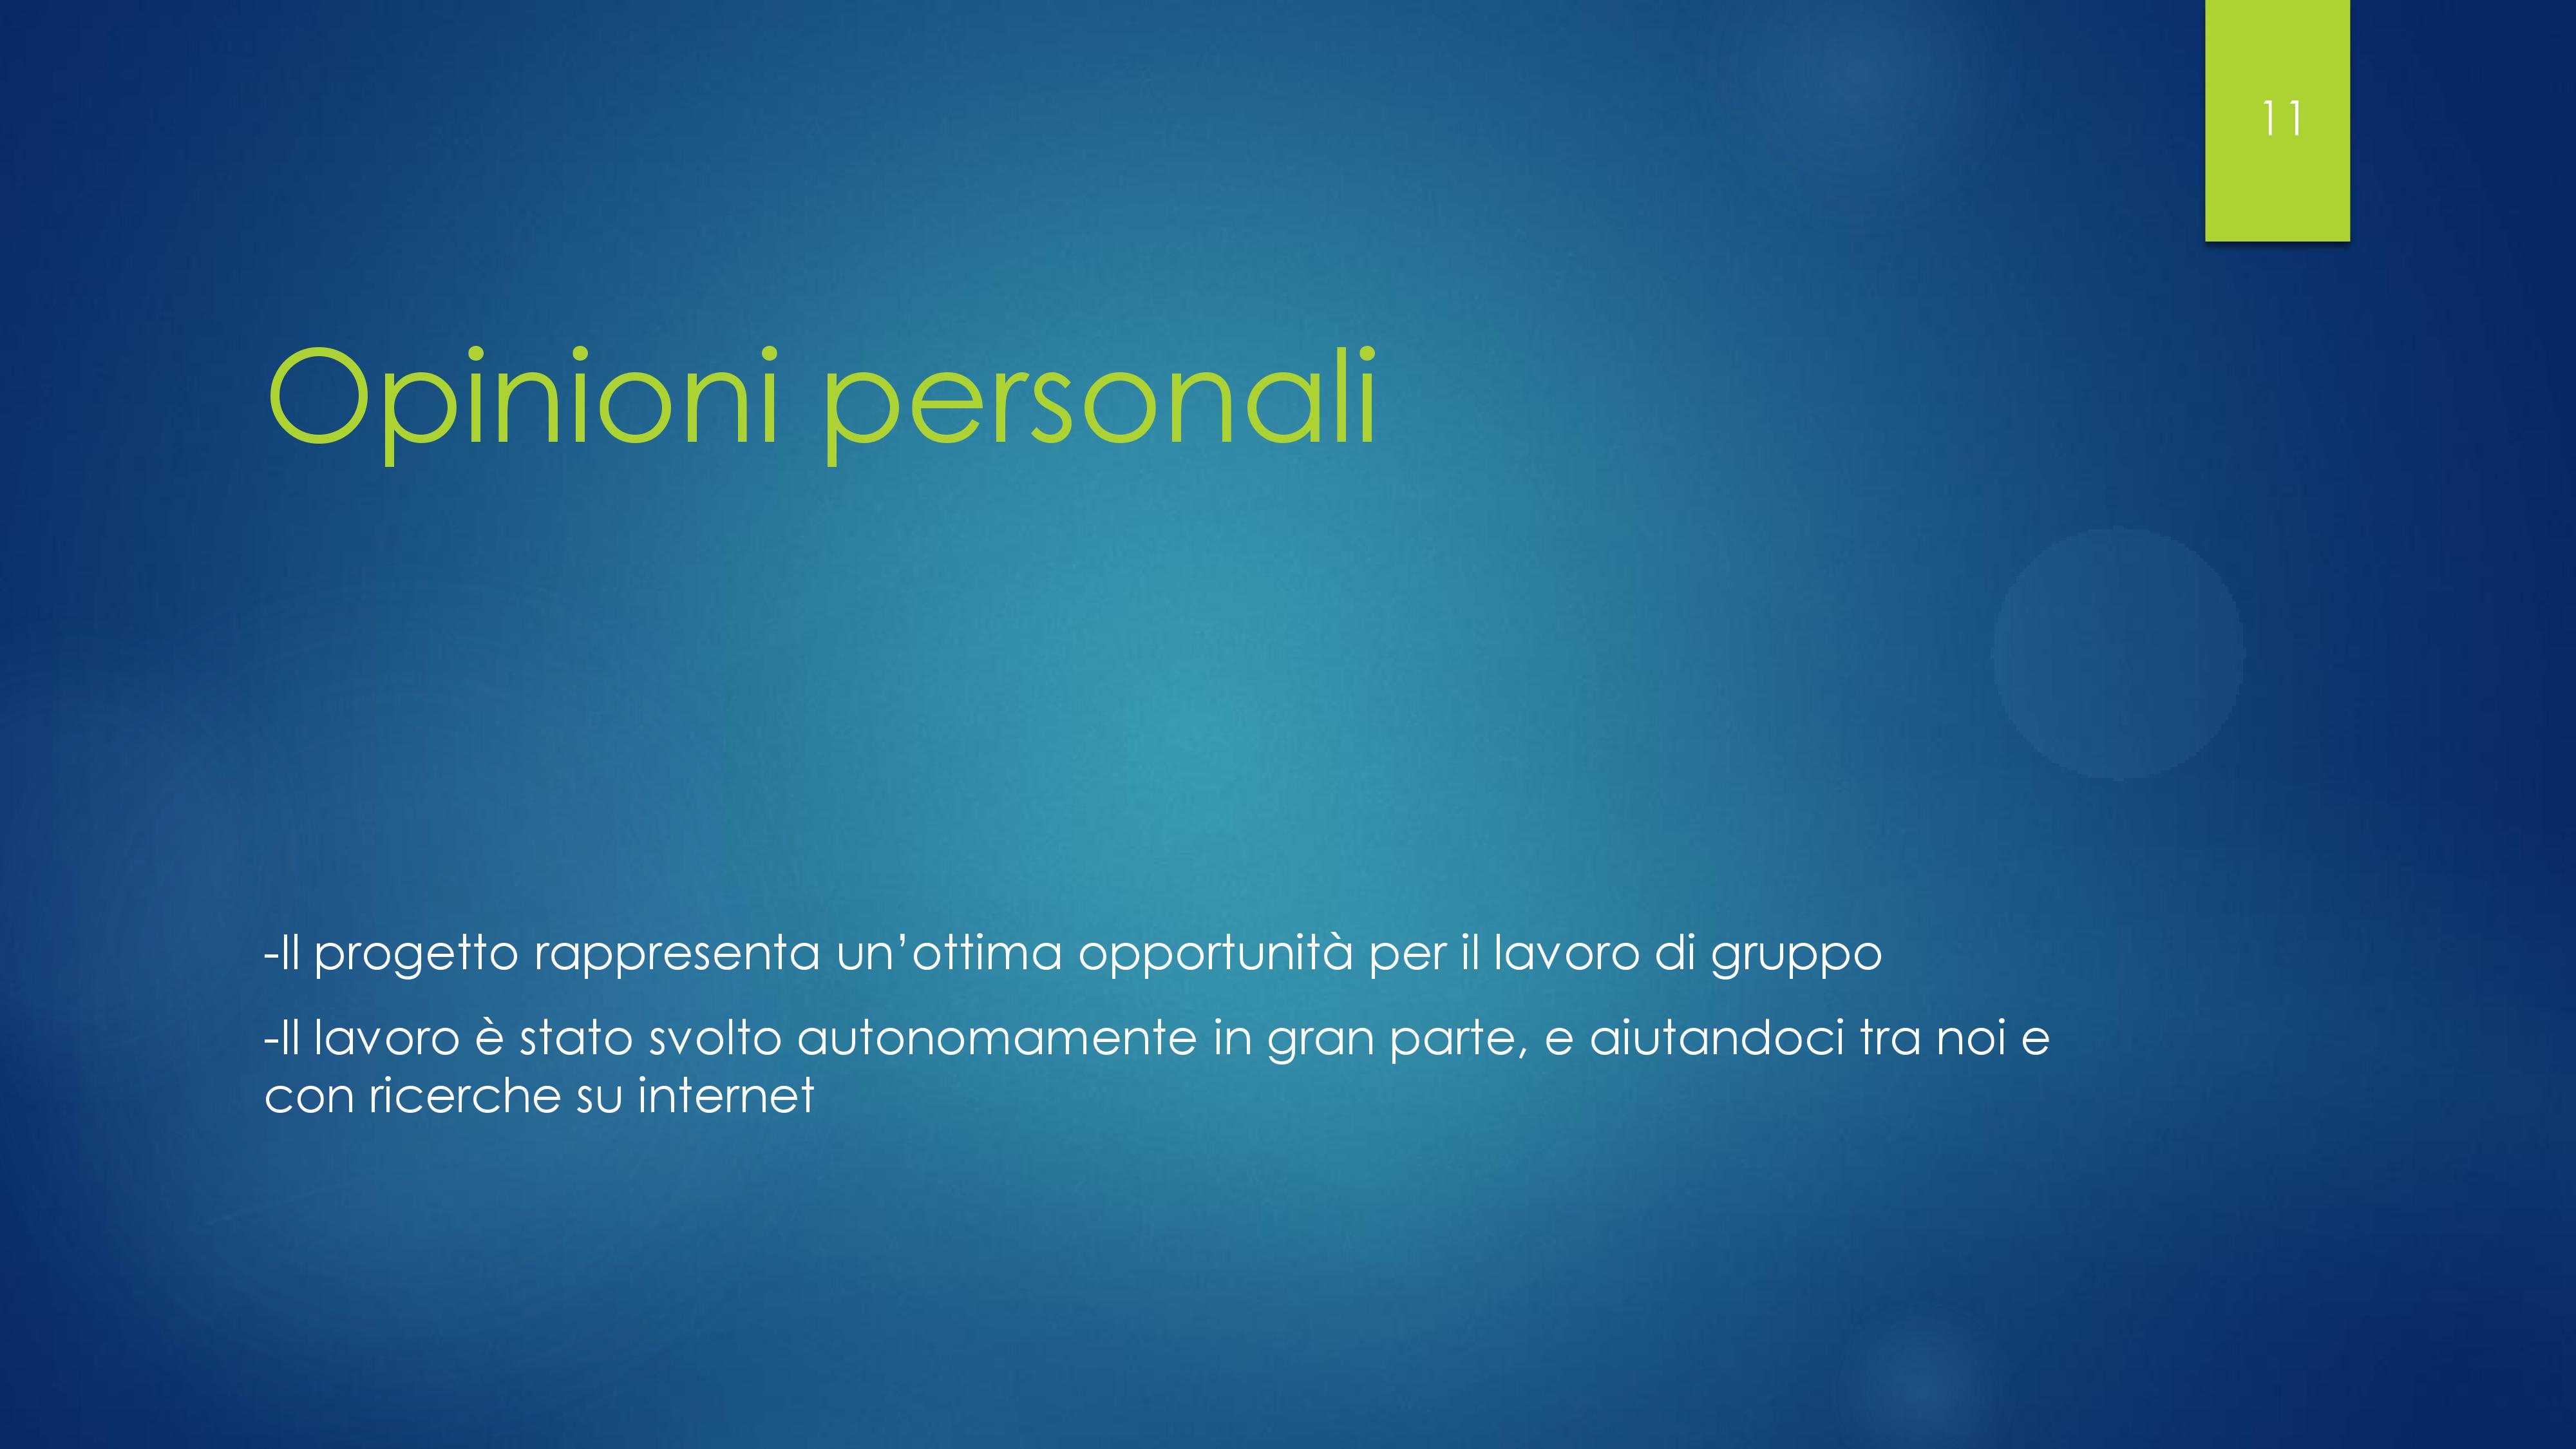 11
Opinioni personali
-Il progetto rappresenta un’ottima opportunità per il lavoro di gruppo
-Il lavoro è stato svolto autonomamente in gran parte, e aiutandoci tra noi e
con ricerche su internet